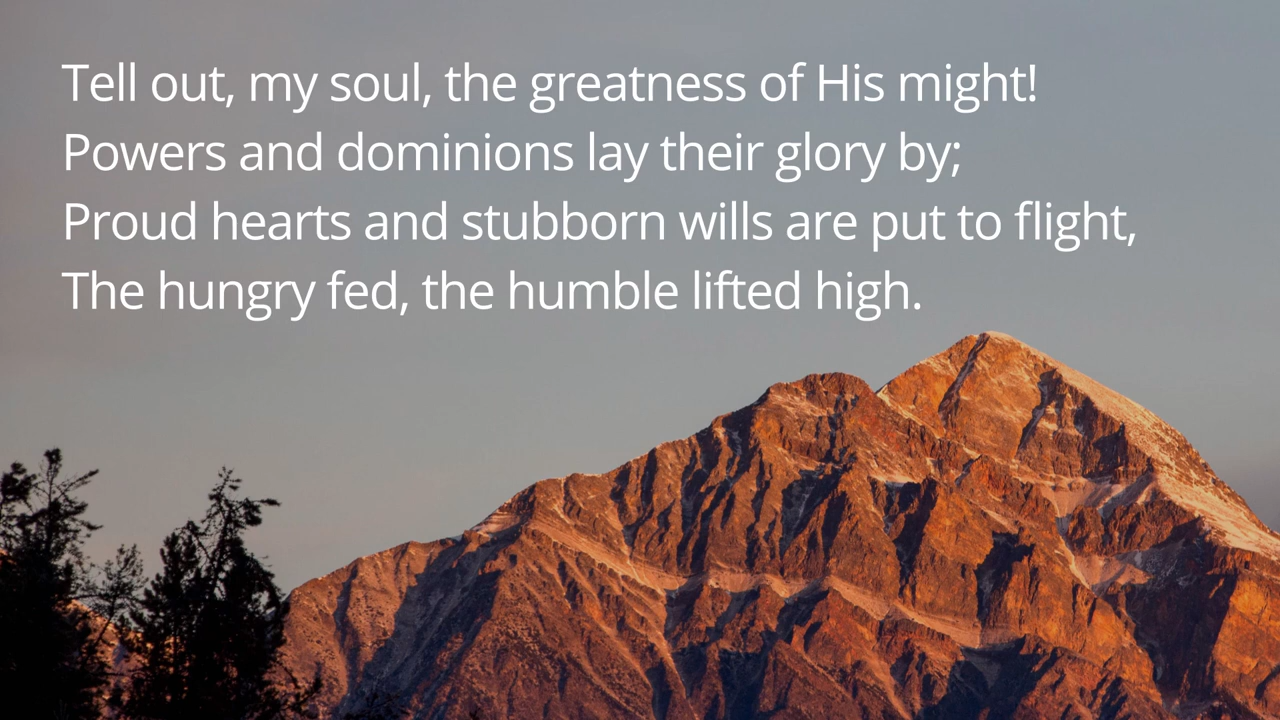 Tell out, my soul, the greatness of His might!
Powers and dominions lay their glory by;
Proud hearts and stubborn wills are put to flight,
The hungry fed, the humble lifted high.